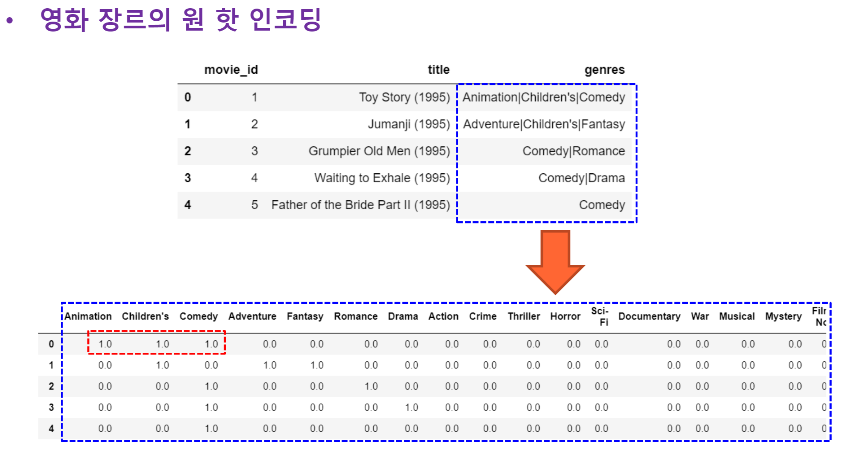 • 영화 장르의 원 핫 인코딩
movie_id title genres
0 1 Toy Story (1995) Animation|Children's|Comedy
1 2 Jumanji (1995) Adventure|Children's|Fantasy
2 3 Grumpier Old Men (1995) Comedy|Romance
3 4 Waiting to Exhale (1995) Comedy|Drama
4 5 Father of the Bride Part II (1995) Comedy
Animation Children's Comedy Adventure Fantasy Romance Drama Action Crime Thriller Horror Sci-Fi Documentary War Musical Mystery
0 1.0 1.0 1.0 0.0 0.0 0.0 0.0 0.0 0.0 0.0 0.0 0.0 0.0 0.0 0.0 0.0
1 0.0 1.0 0.0 1.0 1.0 0.0 0.0 0.0 0.0 0.0 0.0 0.0 0.0 0.0 0.0 0.0
2 0.0 0.0 1.0 0.0 0.0 1.0 0.0 0.0 0.0 0.0 0.0 0.0 0.0 0.0 0.0 0.0
3 0.0 0.0 1.0 0.0 0.0 0.0 1.0 0.0 0.0 0.0 0.0 0.0 0.0 0.0 0.0 0.0
4 0.0 0.0 1.0 0.0 0.0 0.0 0.0 0.0 0.0 0.0 0.0 0.0 0.0 0.0 0.0 0.0